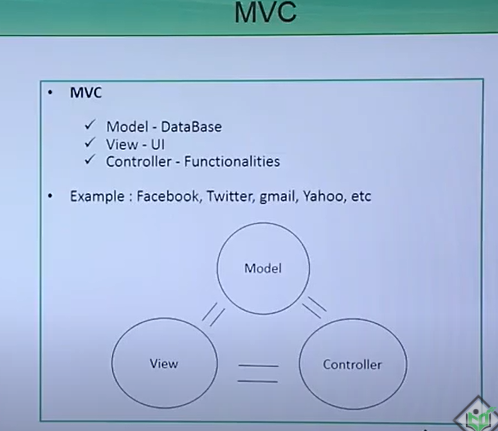 MVC
• MVC
✓ Model - DataBase
✓ View - UI
✓ Controller - Functionalities
• Example : Facebook, Twitter, gmail, Yahoo, etc
Model
View
Controller